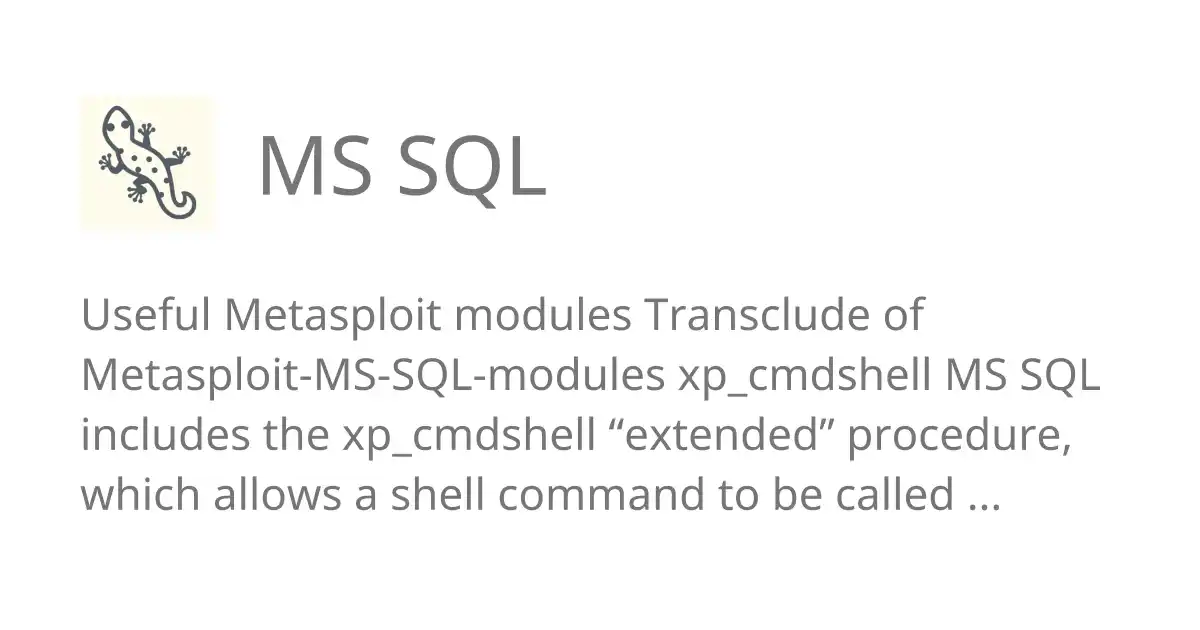 MS SQL
Useful Metasploit modules Transclude of
Metasploit-MS-SQL-modules xp_cmdshell MS SQL
includes the xp_cmdshell “extended” procedure,
which allows a shell command to be called ...